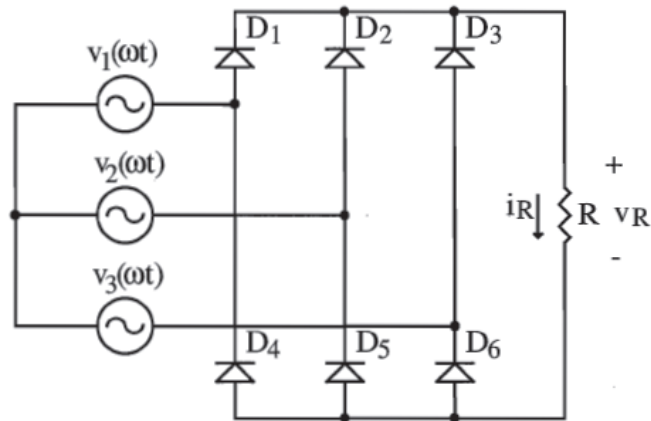 D1 D2 D3
v1(ωt)
v2(ωt)
v3(ωt)
+
iR R vR
-
D4 D5 D6